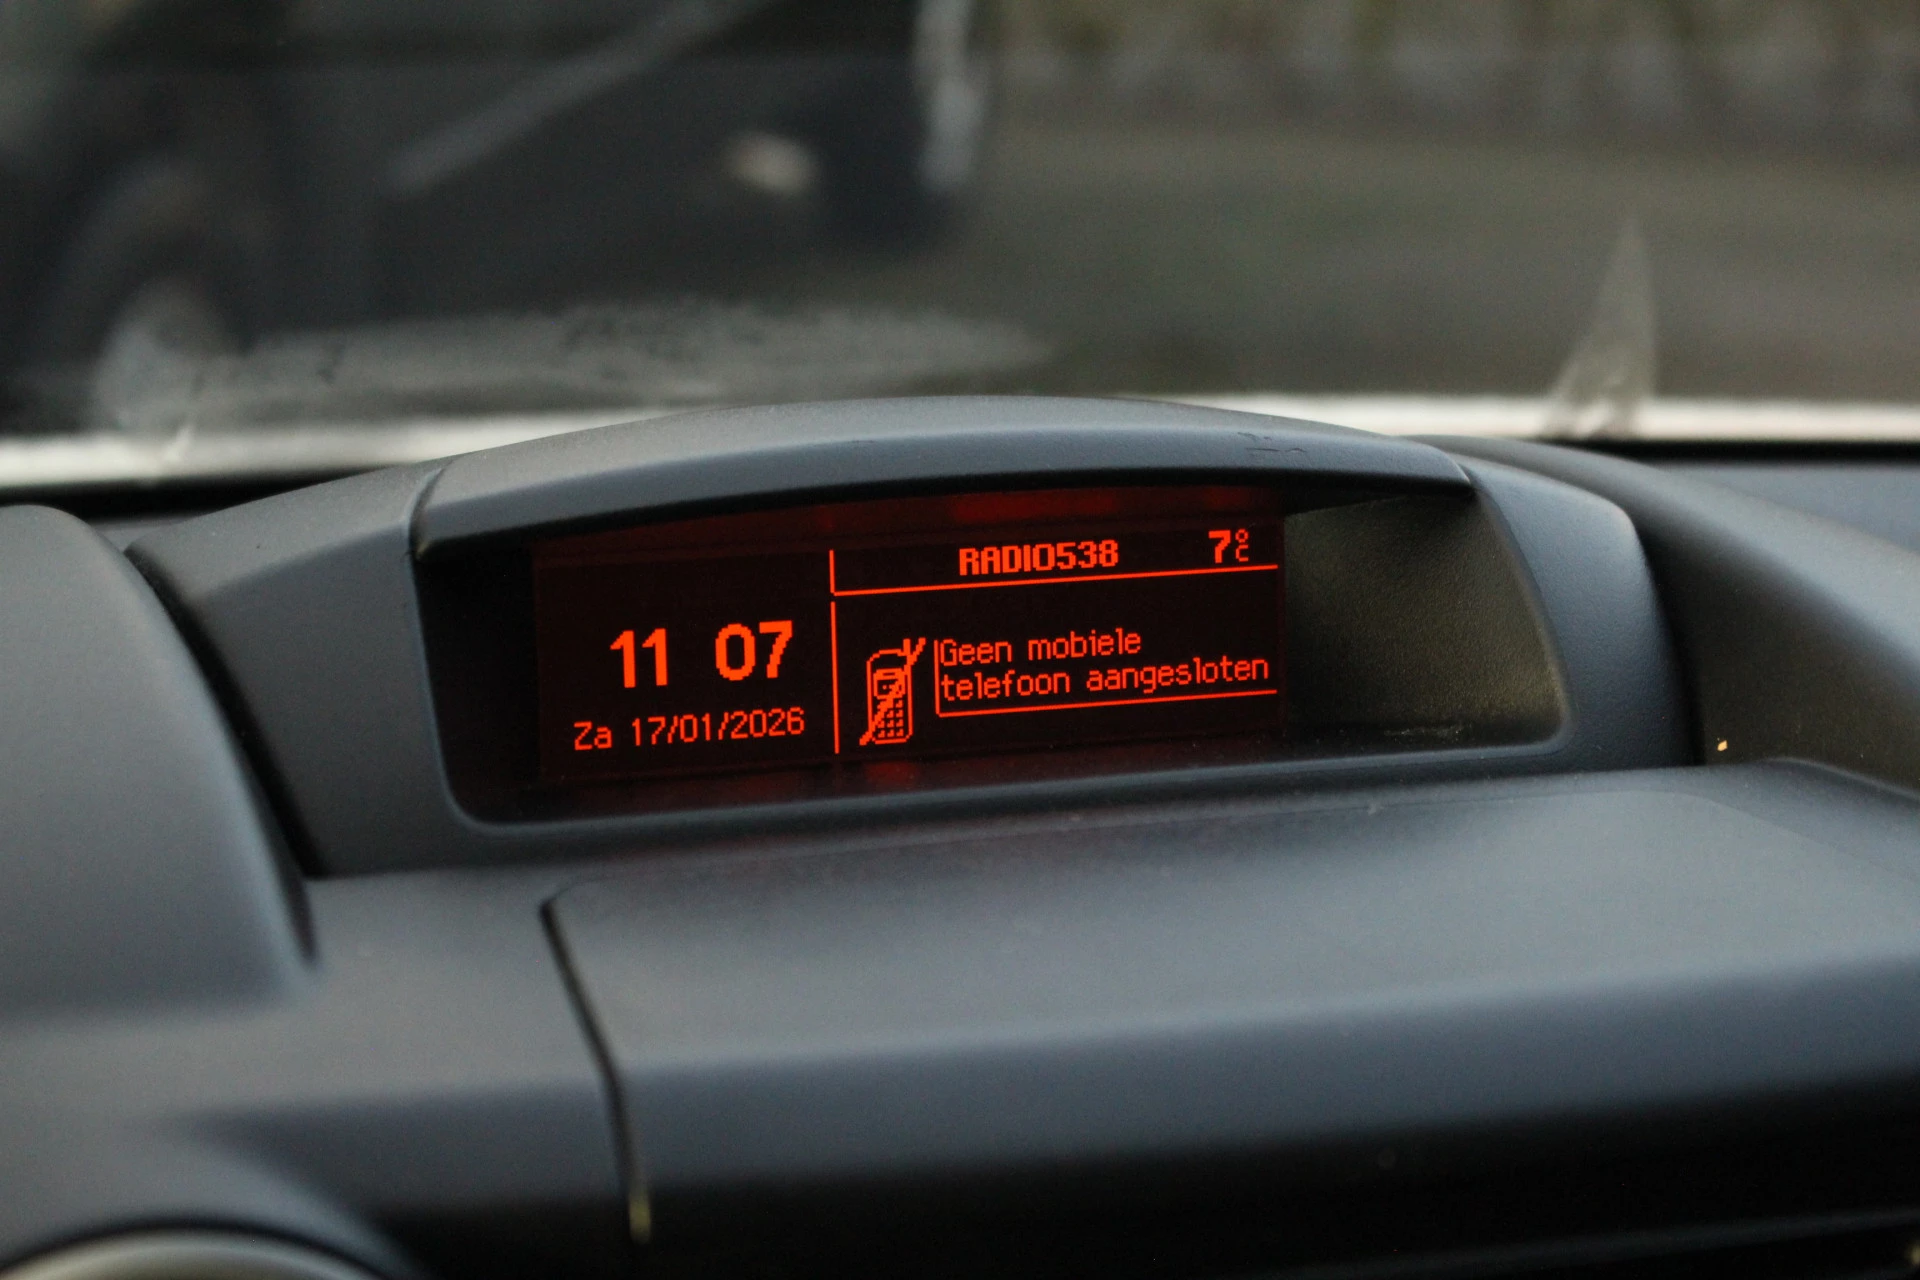 RADIO538 7°C
11 07
Za 17/01/2026
Geen mobiele
telefoon aangesloten